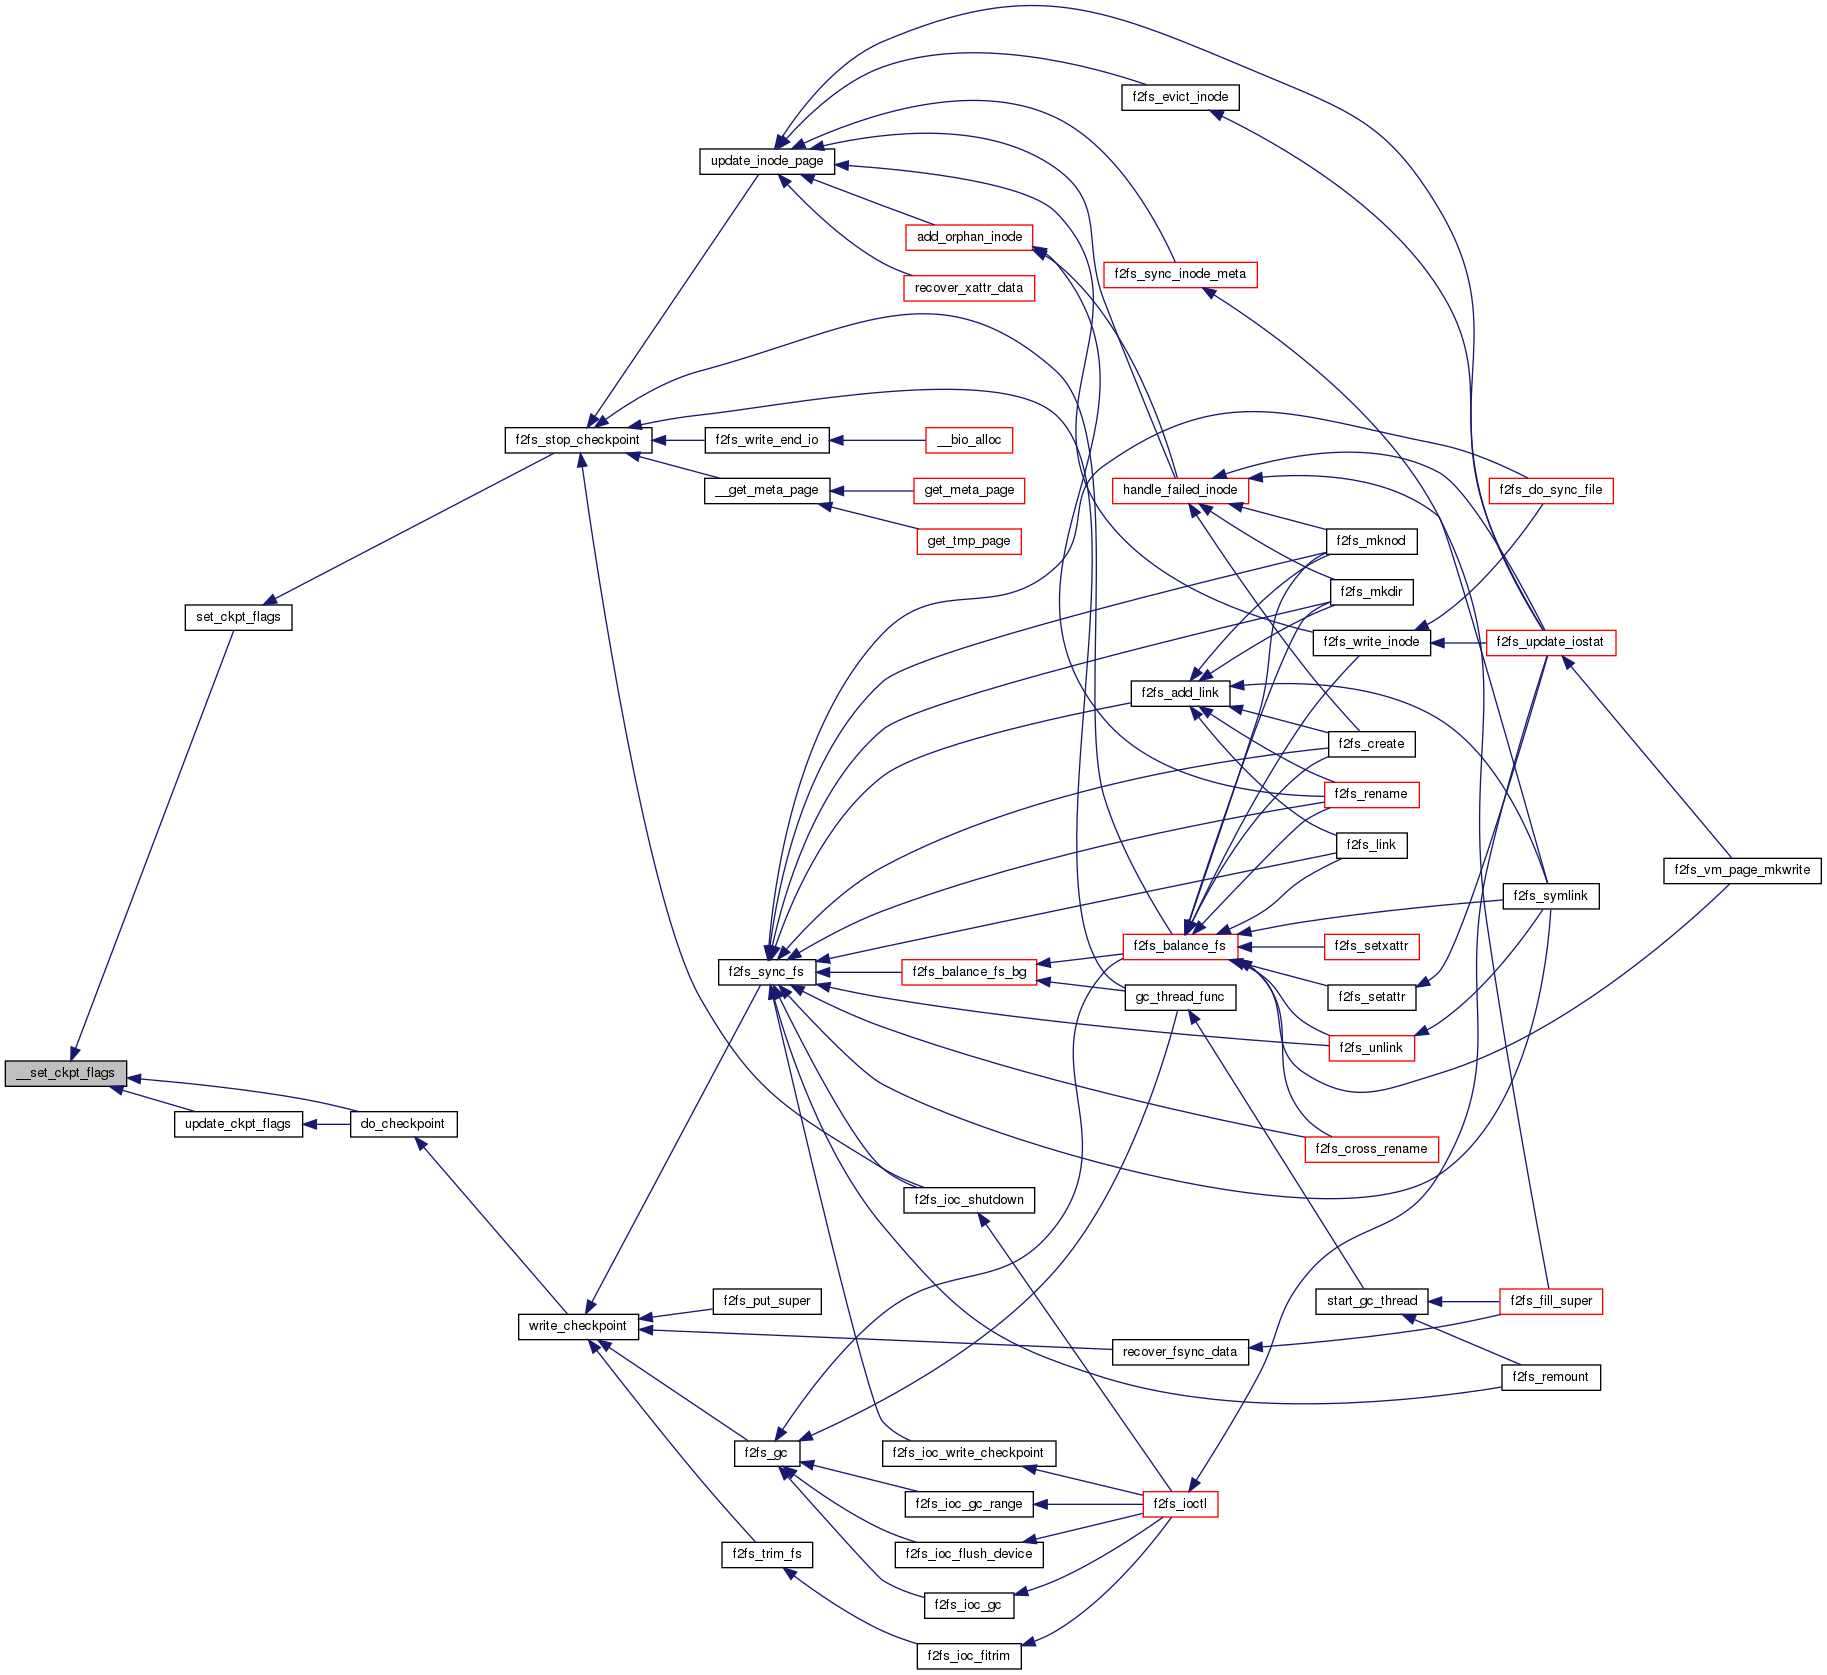 f2fs_evict_inode
update_inode_page
add_orphan_inode
f2fs_sync_inode_meta
recover_xattr_data
f2fs_stop_checkpoint
f2fs_write_end_io
__bio_alloc
__get_meta_page
get_meta_page
handle_failed_inode
f2fs_do_sync_file
get_tmp_page
f2fs_mknod
f2fs_mkdir
set_ckpt_flags
f2fs_write_inode
f2fs_update_iostat
f2fs_add_link
f2fs_create
f2fs_rename
f2fs_link
f2fs_vm_page_mkwrite
f2fs_symlink
f2fs_balance_fs
f2fs_setxattr
f2fs_sync_fs
f2fs_balance_fs_bg
gc_thread_func
f2fs_setattr
f2fs_unlink
__set_ckpt_flags
update_ckpt_flags
do_checkpoint
f2fs_cross_rename
f2fs_ioc_shutdown
f2fs_put_super
start_gc_thread
f2fs_fill_super
write_checkpoint
recover_fsync_data
f2fs_remount
f2fs_gc
f2fs_ioc_write_checkpoint
f2fs_ioc_gc_range
f2fs_ioctl
f2fs_trim_fs
f2fs_ioc_flush_device
f2fs_ioc_gc
f2fs_ioc_fitrim